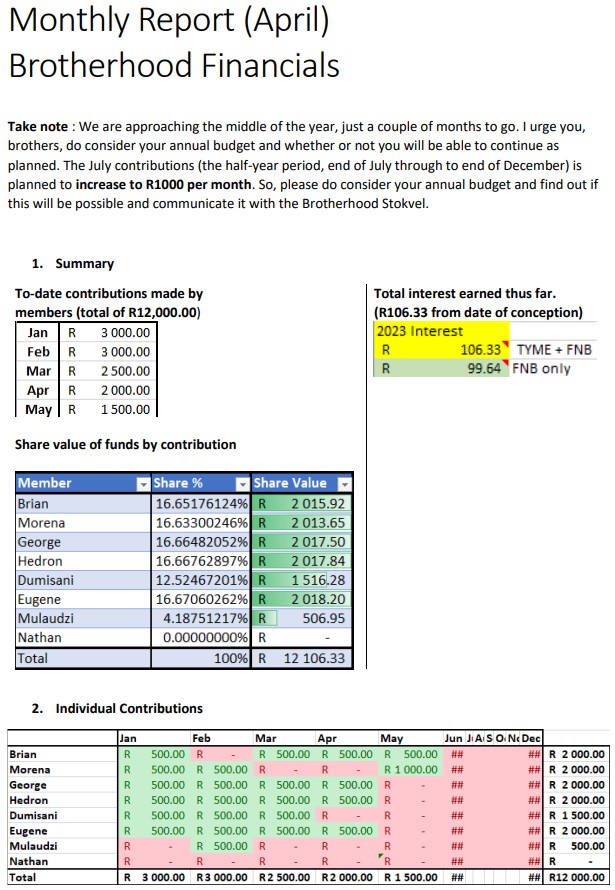 Monthly Report (April)
Brotherhood Financials
Take note : We are approaching the middle of the year, just a couple of months to go. I urge you,
brothers, do consider your annual budget and whether or not you will be able to continue as
planned. The July contributions (the half-year period, end of July through to end of December) is
planned to increase to R1000 per month. So, please do consider your annual budget and find out if
this will be possible and communicate it with the Brotherhood Stokvel.
1. Summary
To-date contributions made by
members (total of R12,000.00)
Jan R 3 000.00
Feb R 3 000.00
Mar R 2 500.00
Apr R 2 000.00
May R 1 500.00
Total interest earned thus far.
(R106.33 from date of conception)
2023 Interest
R 106.33 TYME + FNB
R 99.64 FNB only
Share value of funds by contribution
Member Share % Share Value
Brian 16.65176124% R 2 015.92
Morena 16.63300246% R 2 013.65
George 16.66482052% R 2 017.50
Hedron 16.66762897% R 2 017.84
Dumisani 12.52467201% R 1 516.28
Eugene 16.67060262% R 2 018.20
Mulaudzi 4.18751217% R 506.95
Nathan 0.00000000% R -
Total 100% R 12 106.33
2. Individual Contributions
Jan Feb Mar Apr May Jun Dec
Brian R 500.00 R - R 500.00 R 500.00 R 500.00 ## ## R 2 000.00
Morena R 500.00 R 500.00 R - R - R 1 000.00 ## ## R 2 000.00
George R 500.00 R 500.00 R 500.00 R 500.00 R - ## ## R 2 000.00
Hedron R 500.00 R 500.00 R 500.00 R 500.00 R - ## ## R 2 000.00
Dumisani R 500.00 R 500.00 R 500.00 R - R - ## ## R 1 500.00
Eugene R 500.00 R 500.00 R 500.00 R 500.00 R - ## ## R 2 000.00
Mulaudzi R - R 500.00 R - R - R - ## ## R 500.00
Nathan R - R - R - R - R - ## ## R -
Total R 3 000.00 R 3 000.00 R 2 500.00 R 2 000.00 R 1 500.00 ## ## R12 000.00